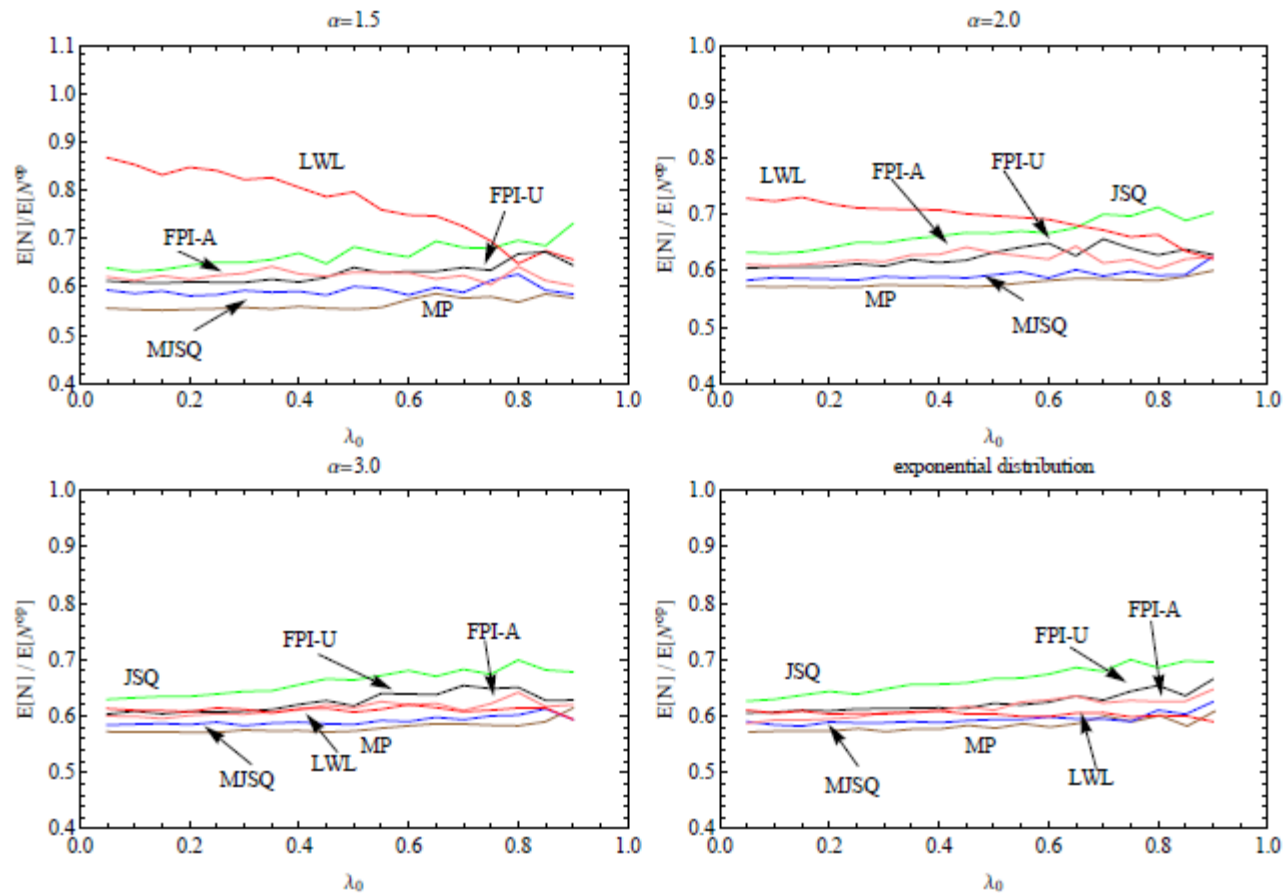 α=1.5
E[N]/E[N^op
1.1
1.0
0.9
0.8
0.7
0.6
0.5
0.4
LWL
FPI-U
FPI-A
MP
MJSQ
0.0 0.2 0.4 0.6 0.8 1.0
λ0
α=2.0
E[N] / E[N^op]
1.0
0.9
0.8
0.7
0.6
0.5
0.4
FPI-A
FPI-U
LWL
JSQ
MP
MJSQ
0.0 0.2 0.4 0.6 0.8 1.0
λ0
α=3.0
E[N] / E[N^op]
1.0
0.9
0.8
0.7
0.6
0.5
0.4
FPI-A
FPI-U
JSQ
MP
LWL
MJSQ
0.0 0.2 0.4 0.6 0.8 1.0
λ0
exponential distribution
E[N] / E[N^op]
1.0
0.9
0.8
0.7
0.6
0.5
0.4
FPI-A
FPI-U
JSQ
MP
LWL
MJSQ
0.0 0.2 0.4 0.6 0.8 1.0
λ0